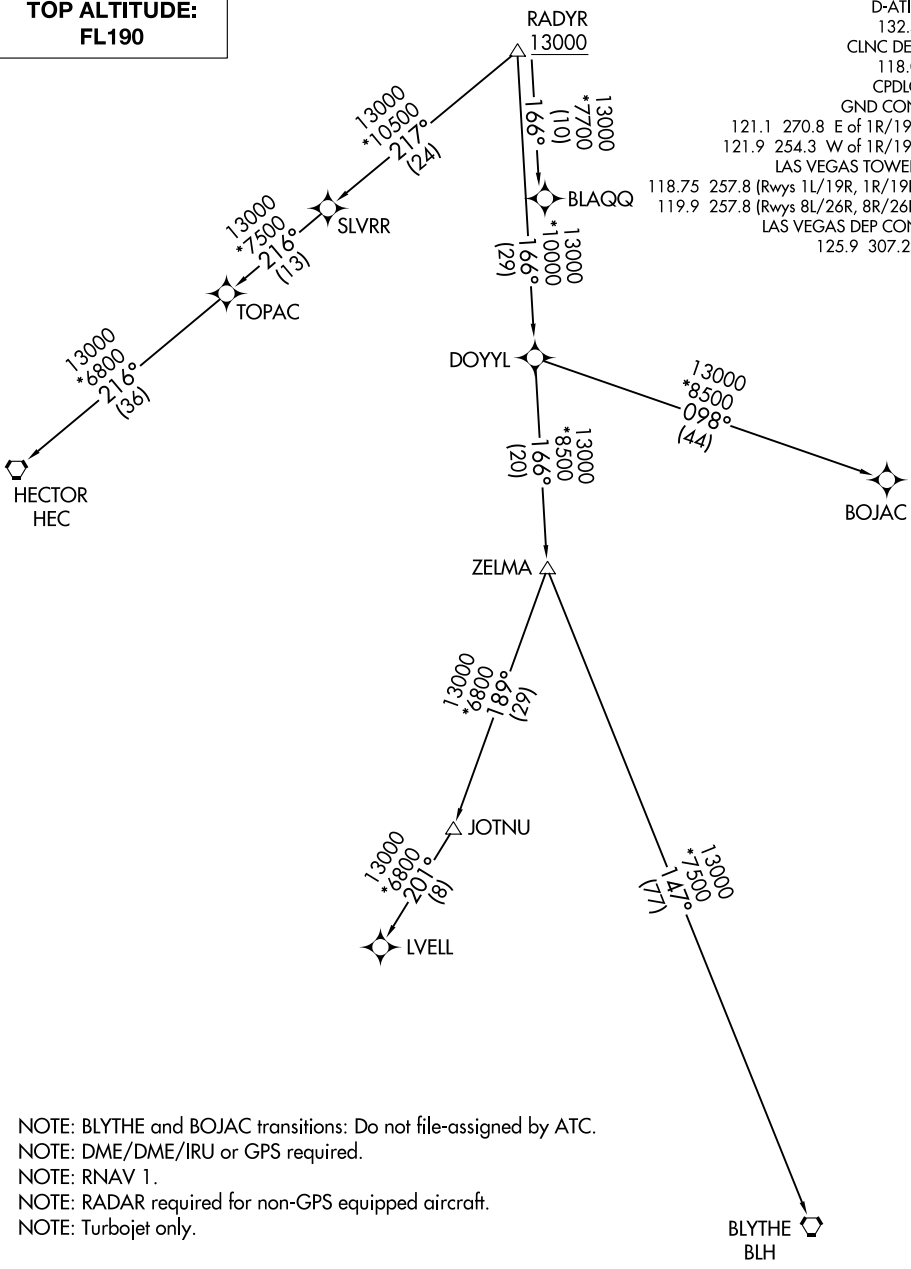 TOP ALTITUDE:
FL190
RADYR
13000
D-ATI
132.
CLNC DE
118.
CPDL
GND CON
121.1 270.8 E of 1R/19
121.9 254.3 W of 1R/19
LAS VEGAS TOWE
118.75 257.8 (Rwys 1L/19R, 1R/19
119.9 257.8 (Rwys 8L/26R, 8R/26
LAS VEGAS DEP CON
125.9 307.2
13000
*10500
217°
(24)
13000
*7700
166°
(10)
BLAQQ
SLVRR
13000
*7500
216°
(13)
TOPAC
13000
*10000
166°
(29)
13000
*6800
216°
(36)
HECTOR
HEC
DOYYL
13000
*8500
098°
(44)
BOJAC
13000
*8500
166°
(20)
ZELMA
13000
*6800
189°
(29)
JOTNU
13000
*6800
201°
(8)
LVELL
13000
*7500
147°
(77)
NOTE: BLYTHE and BOJAC transitions: Do not file-assigned by ATC.
NOTE: DME/DME/IRU or GPS required.
NOTE: RNAV 1.
NOTE: RADAR required for non-GPS equipped aircraft.
NOTE: Turbojet only.
BLYTHE
BLH